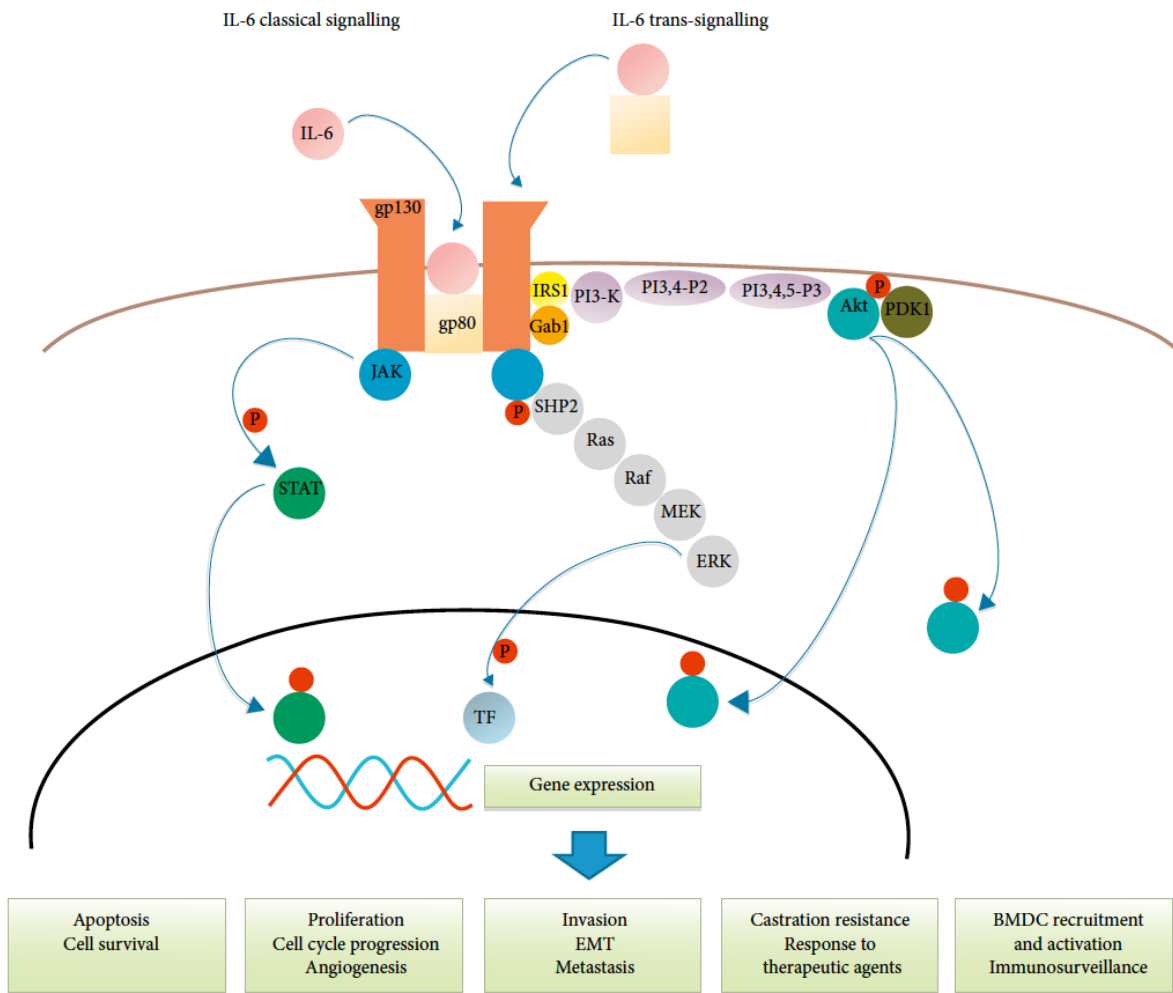 IL-6 classical signalling
IL-6 trans-signalling
IL-6
gp130
gp80
IRS1
Gab1
PI3-K
PI3,4-P2
PI3,4,5-P3
P
Akt
PDK1
JAK
P
SHP2
P
STAT
Ras
Raf
MEK
ERK
P
TF
Gene expression
Apoptosis
Cell survival
Proliferation
Cell cycle progression
Angiogenesis
Invasion
EMT
Metastasis
Castration resistance
Response to
therapeutic agents
BMDC recruitment
and activation
Immunosurveillance